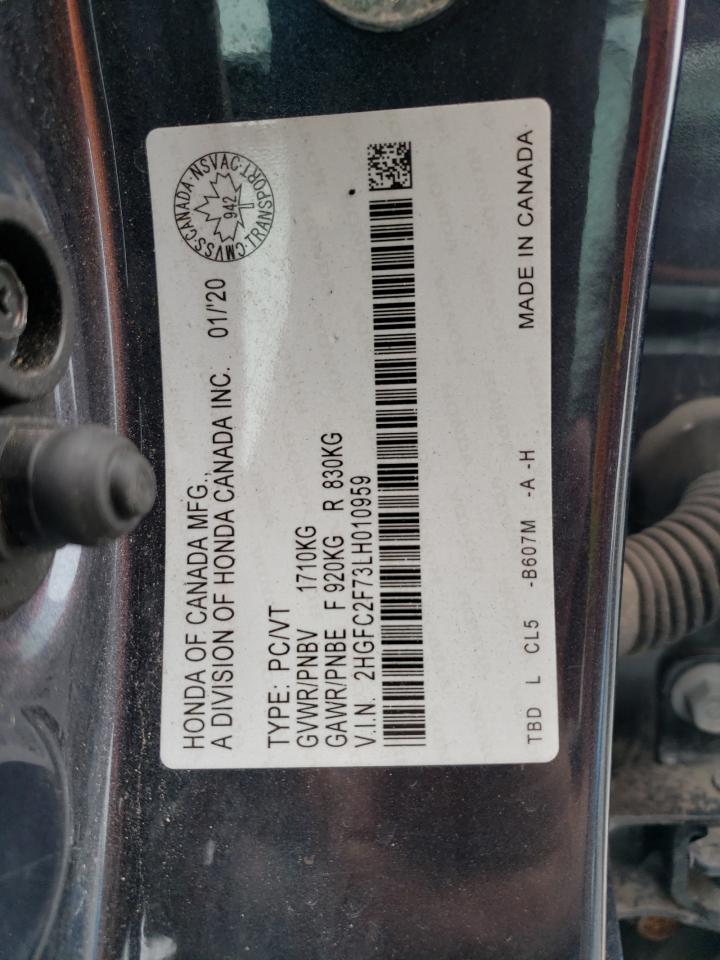 HONDA OF CANADA MFG.,
A DIVISION OF HONDA CANADA INC. 01/'20
CMVSS·CANADA·NSVAC·TRANSPORT·
942
TYPE: PC/VT
GVWR/PNBV 1710KG
GAWR/PNBE F 920KG R 830KG
V.I.N. 2HGFC2F73LH010959
TBD L CL5 -B607M -A -H MADE IN CANADA